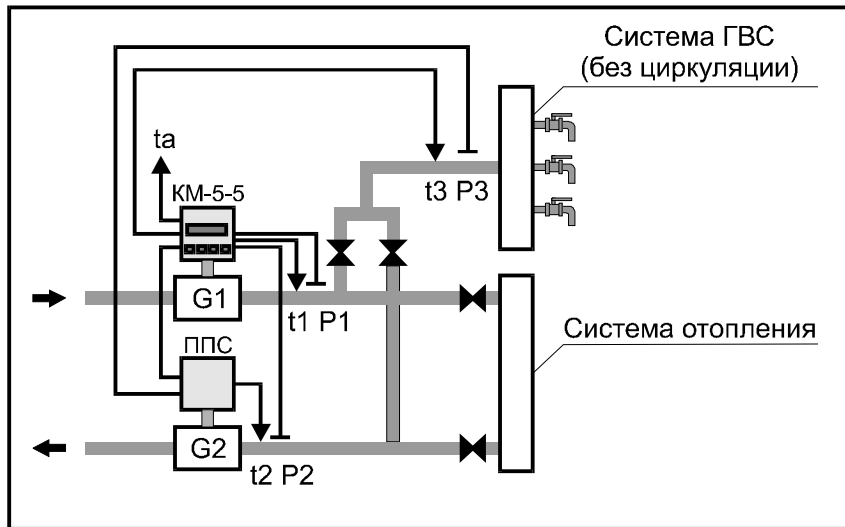 Система ГВС
(без циркуляции)
ta
КМ-5-5
t3 P3
G1
t1 P1
Система отопления
ППС
G2
t2 P2